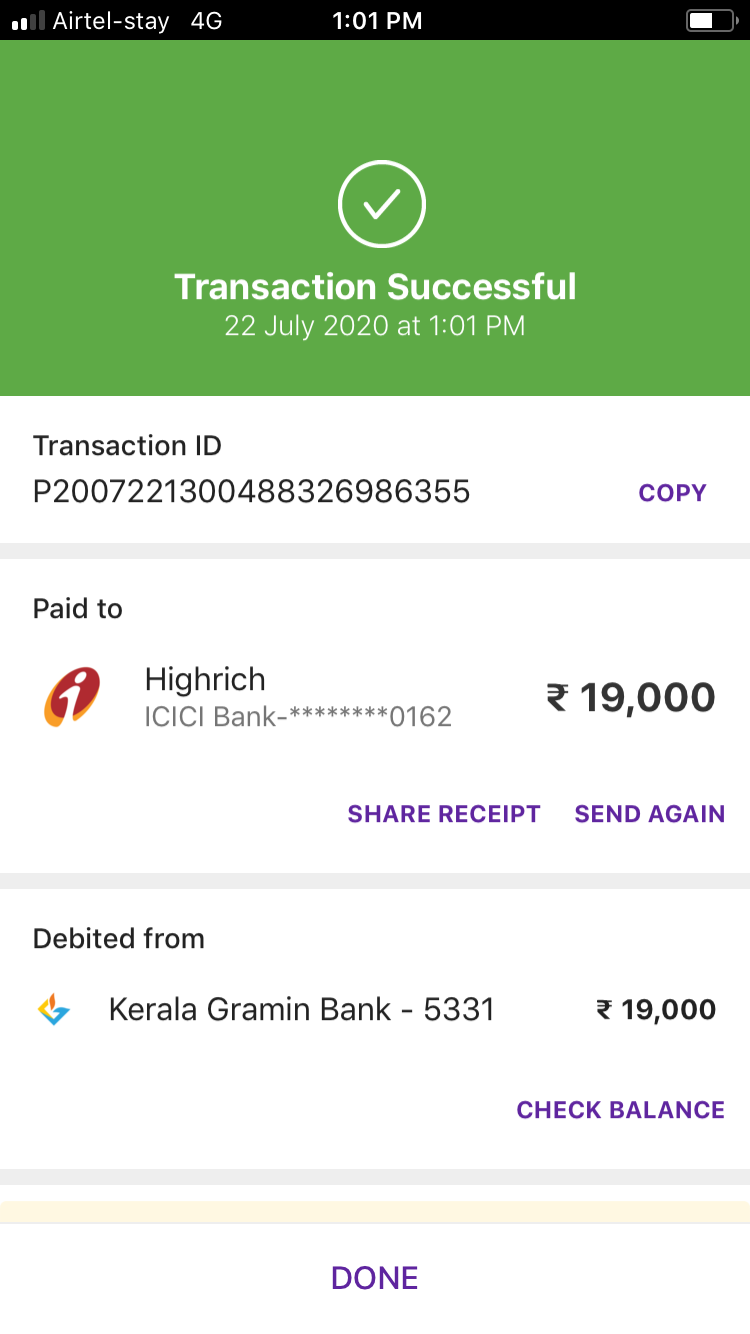 Airtel-stay 4G 1:01 PM
Transaction Successful
22 July 2020 at 1:01 PM
Transaction ID
P2007221300488326986355 COPY
Paid to
Highrich
ICICI Bank-********0162
₹ 19,000
SHARE RECEIPT SEND AGAIN
Debited from
Kerala Gramin Bank - 5331 ₹ 19,000
CHECK BALANCE
DONE